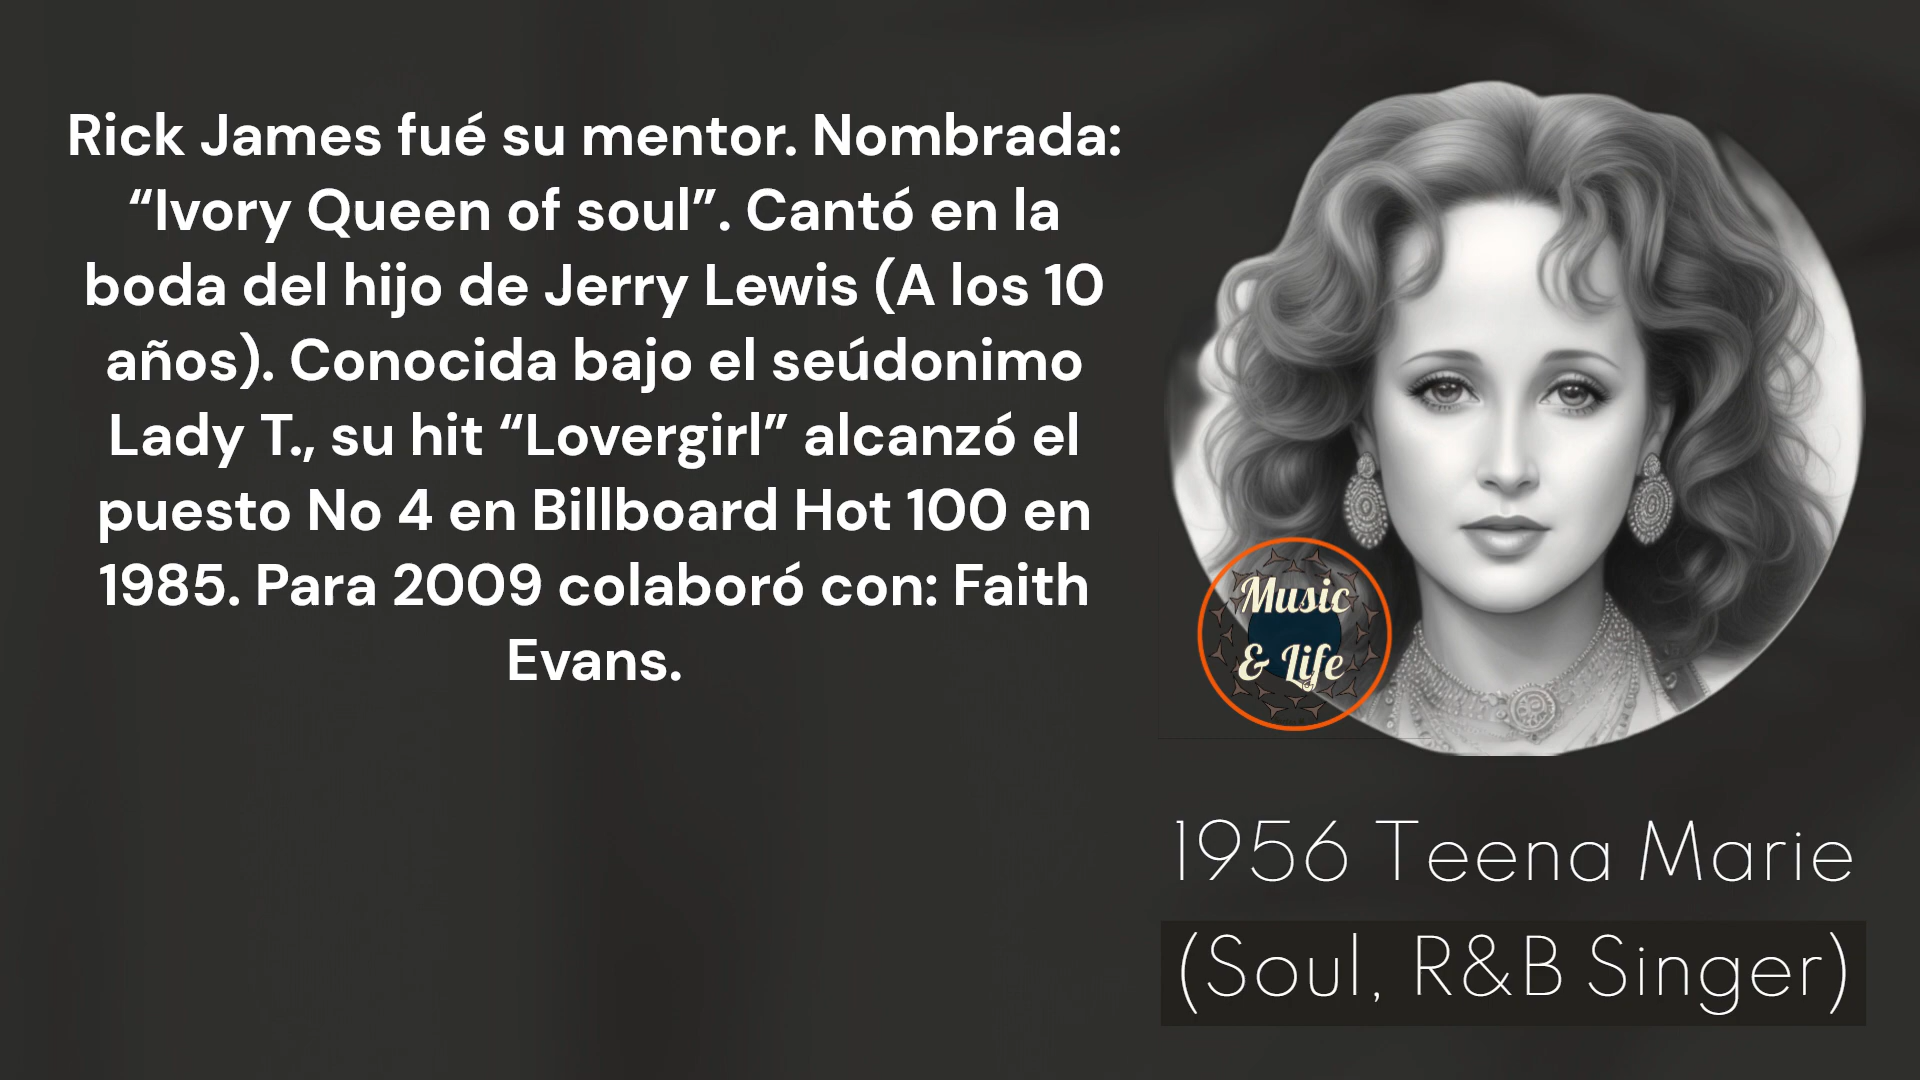 Rick James fué su mentor. Nombrada:
“Ivory Queen of soul”. Cantó en la
boda del hijo de Jerry Lewis (A los 10
años). Conocida bajo el seúdonimo
Lady T., su hit “Lovergirl” alcanzó el
puesto No 4 en Billboard Hot 100 en
1985. Para 2009 colaboró con: Faith
Evans.
Music
& Life
1956 Teena Marie
(Soul, R&B Singer)